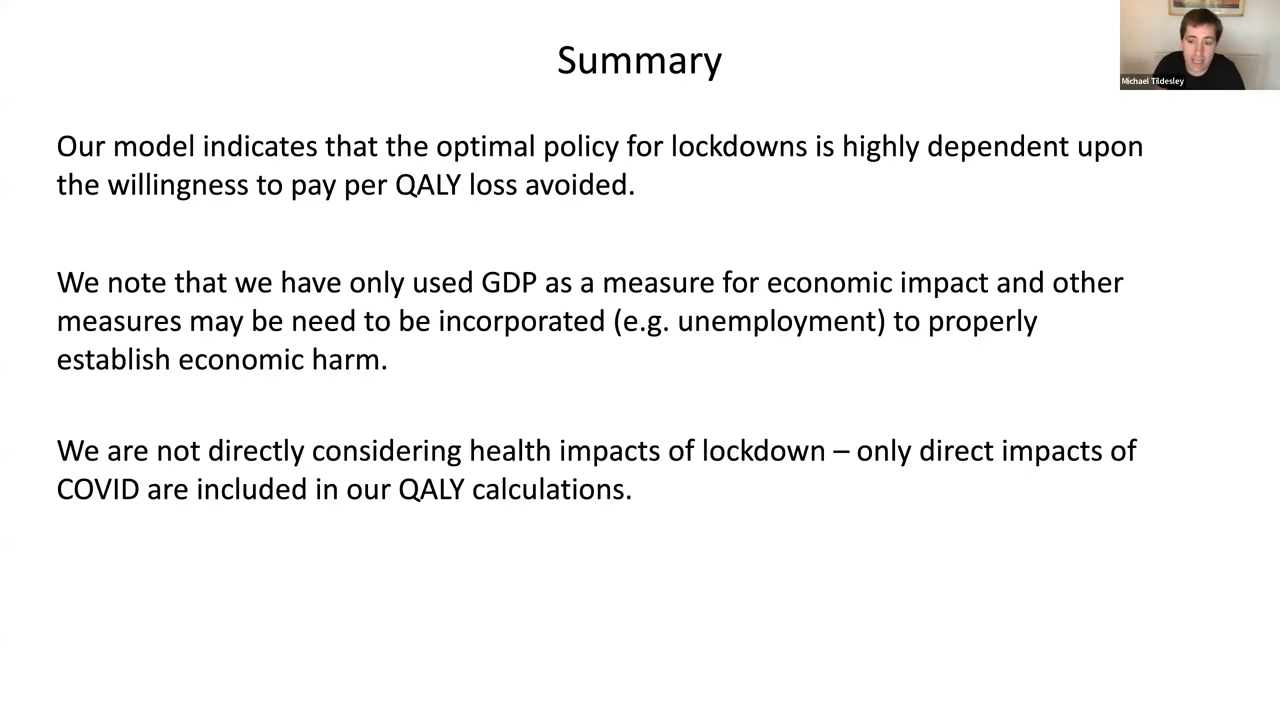 Summary
Michael Tildesley
Our model indicates that the optimal policy for lockdowns is highly dependent upon
the willingness to pay per QALY loss avoided.
We note that we have only used GDP as a measure for economic impact and other
measures may be need to be incorporated (e.g. unemployment) to properly
establish economic harm.
We are not directly considering health impacts of lockdown – only direct impacts of
COVID are included in our QALY calculations.